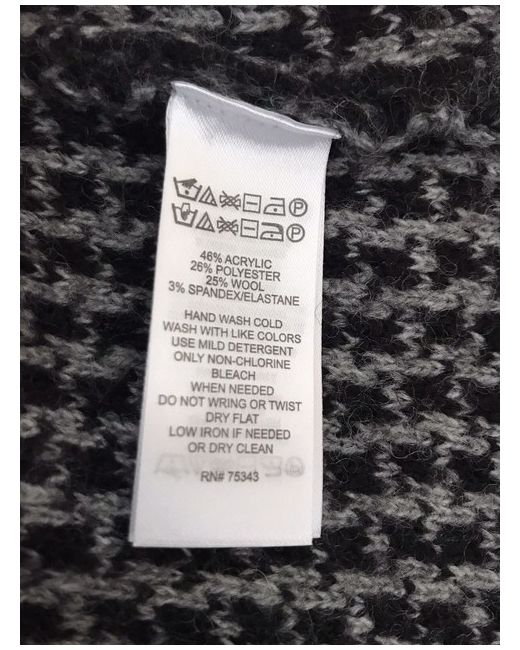 46% ACRYLIC
26% POLYESTER
25% WOOL
3% SPANDEX/ELASTANE
HAND WASH COLD
WASH WITH LIKE COLORS
USE MILD DETERGENT
ONLY NON-CHLORINE
BLEACH
WHEN NEEDED
DO NOT WRING OR TWIST
DRY FLAT
LOW IRON IF NEEDED
OR DRY CLEAN
RN# 75343